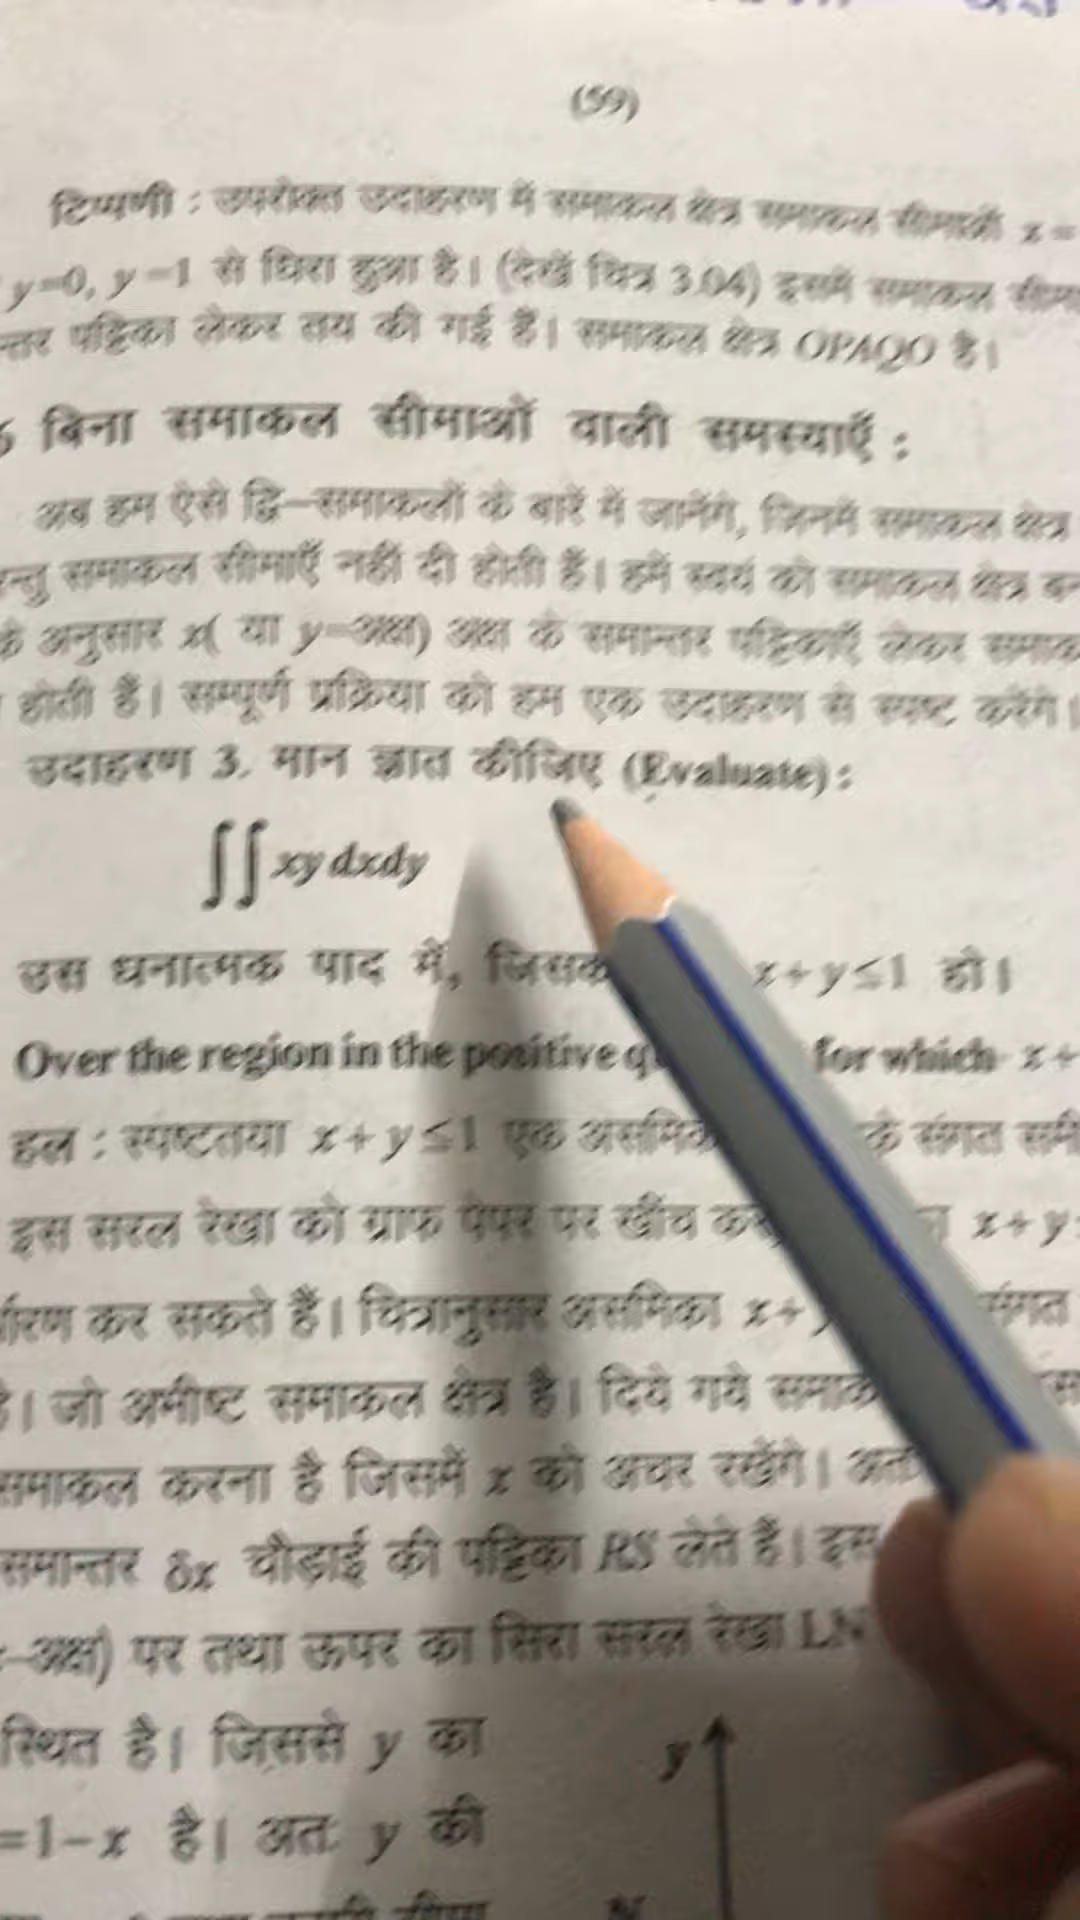 (59)
टिप्पणी : उपरोक्त उदाहरण में समाकल क्षेत्र समाकल सीमाओं x =
y=0, y=1 से घिरा हुआ है। (देखें चित्र 3.04) इसमें समाकल
न्तर पट्टिका लेकर तय की गई हैं। समाकल क्षेत्र OPAQO है।
6 बिना समाकल सीमाओं वाली समस्याएँ :
अब हम ऐसे द्वि-समाकलों के बारें में जानेंगे, जिनमें समाकल क्षेत्र
न्तु समाकल सीमाएँ नहीं दी होती हैं। हमें स्वयं को समाकल क्षेत्र
के अनुसार x( या y-अक्ष) अक्ष के समान्तर पट्टिकाएँ लेकर समाक
होती हैं। सम्पूर्ण प्रक्रिया को हम एक उदाहरण से स्पष्ट करेंगे।
उदाहरण 3. मान ज्ञात कीजिए (Evaluate) :
∬ xy dxdy
उस धनात्मक पाद में, जिसके x + y ≤ 1 हो।
Over the region in the positive for which x +
हल : स्पष्टतया x + y ≤ 1 एक के संगत
इस सरल रेखा को ग्राफ पेपर पर खींच कर x + y
र्धारण कर सकते हैं। चित्रानुसार असमिका x + y संगत
है। जो अभीष्ट समाकल क्षेत्र है। दिये गये
समाकल करना है जिसमें x को अचर रखेंगे। अतः
समान्तर δx चौड़ाई की पट्टिका RS लेते हैं। इस
-अक्ष) पर तथा ऊपर का सिरा सरल रेखा LN
स्थित है। जिससे y का
=1-x है। अतः y की
y
N